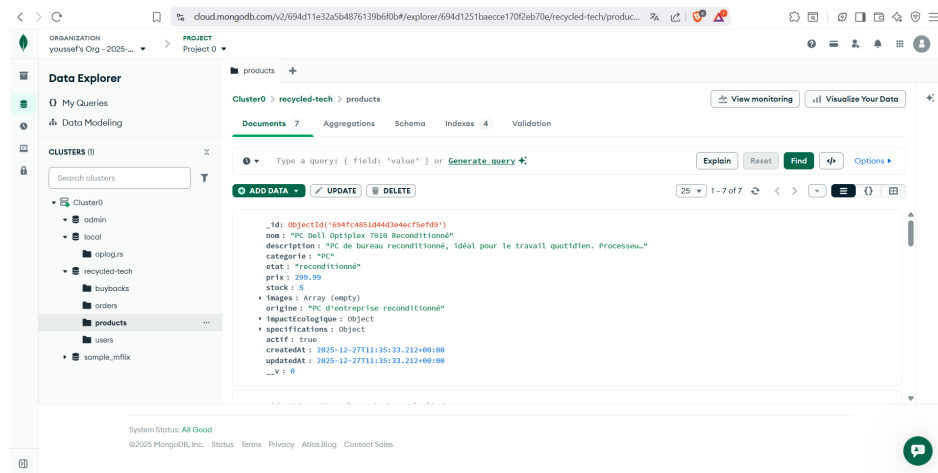 cloud.mongodb.com/v2/694d11e32a5b4876139b6f0b#/explorer/694d1251baecce170f2eb70e/recycled-tech/produc...
ORGANIZATION
youssef's Org - 2025-...
PROJECT
Project 0
Data Explorer
My Queries
Data Modeling
CLUSTERS (1)
Search clusters
Cluster0
admin
local
oplog.rs
recycled-tech
buybacks
orders
products
users
sample_mflix
products
Cluster0 > recycled-tech > products
View monitoring
Visualize Your Data
Documents 7
Aggregations
Schema
Indexes 4
Validation
Type a query: { field: 'value' } or Generate query
Explain
Reset
Find
Options
ADD DATA
UPDATE
DELETE
25
1 – 7 of 7
_id: ObjectId('694fc4851d44d3e4ecf5efd9')
nom : "PC Dell Optiplex 7010 Reconditionné"
description : "PC de bureau reconditionné, idéal pour le travail quotidien. Processeu…"
categorie : "PC"
etat : "reconditionné"
prix : 299.99
stock : 5
images : Array (empty)
origine : "PC d'entreprise reconditionné"
impactEcologique : Object
specifications : Object
actif : true
createdAt : 2025-12-27T11:35:33.212+00:00
updatedAt : 2025-12-27T11:35:33.212+00:00
__v : 0
System Status: All Good
©2025 MongoDB, Inc. Status Terms Privacy Atlas Blog Contact Sales